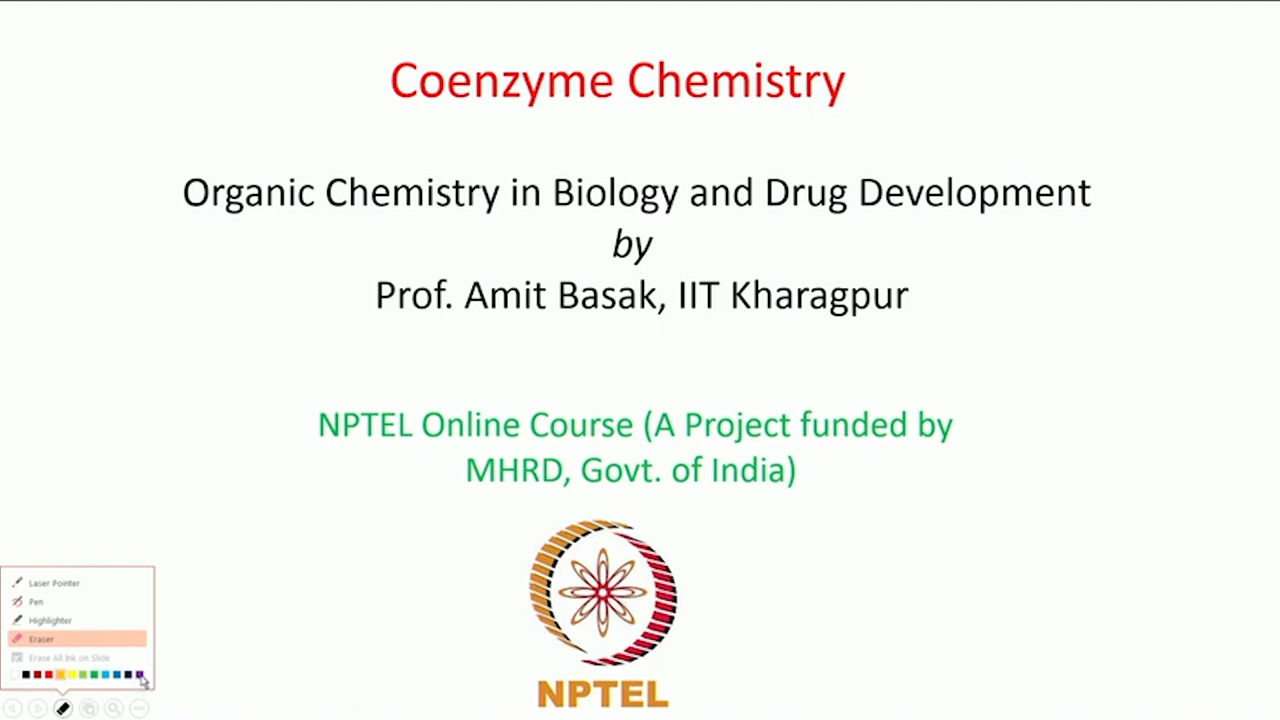 Coenzyme Chemistry
Organic Chemistry in Biology and Drug Development
by
Prof. Amit Basak, IIT Kharagpur
NPTEL Online Course (A Project funded by
MHRD, Govt. of India)
NPTEL
Laser Pointer
Pen
Highlighter
Eraser
Erase All Ink on Slide